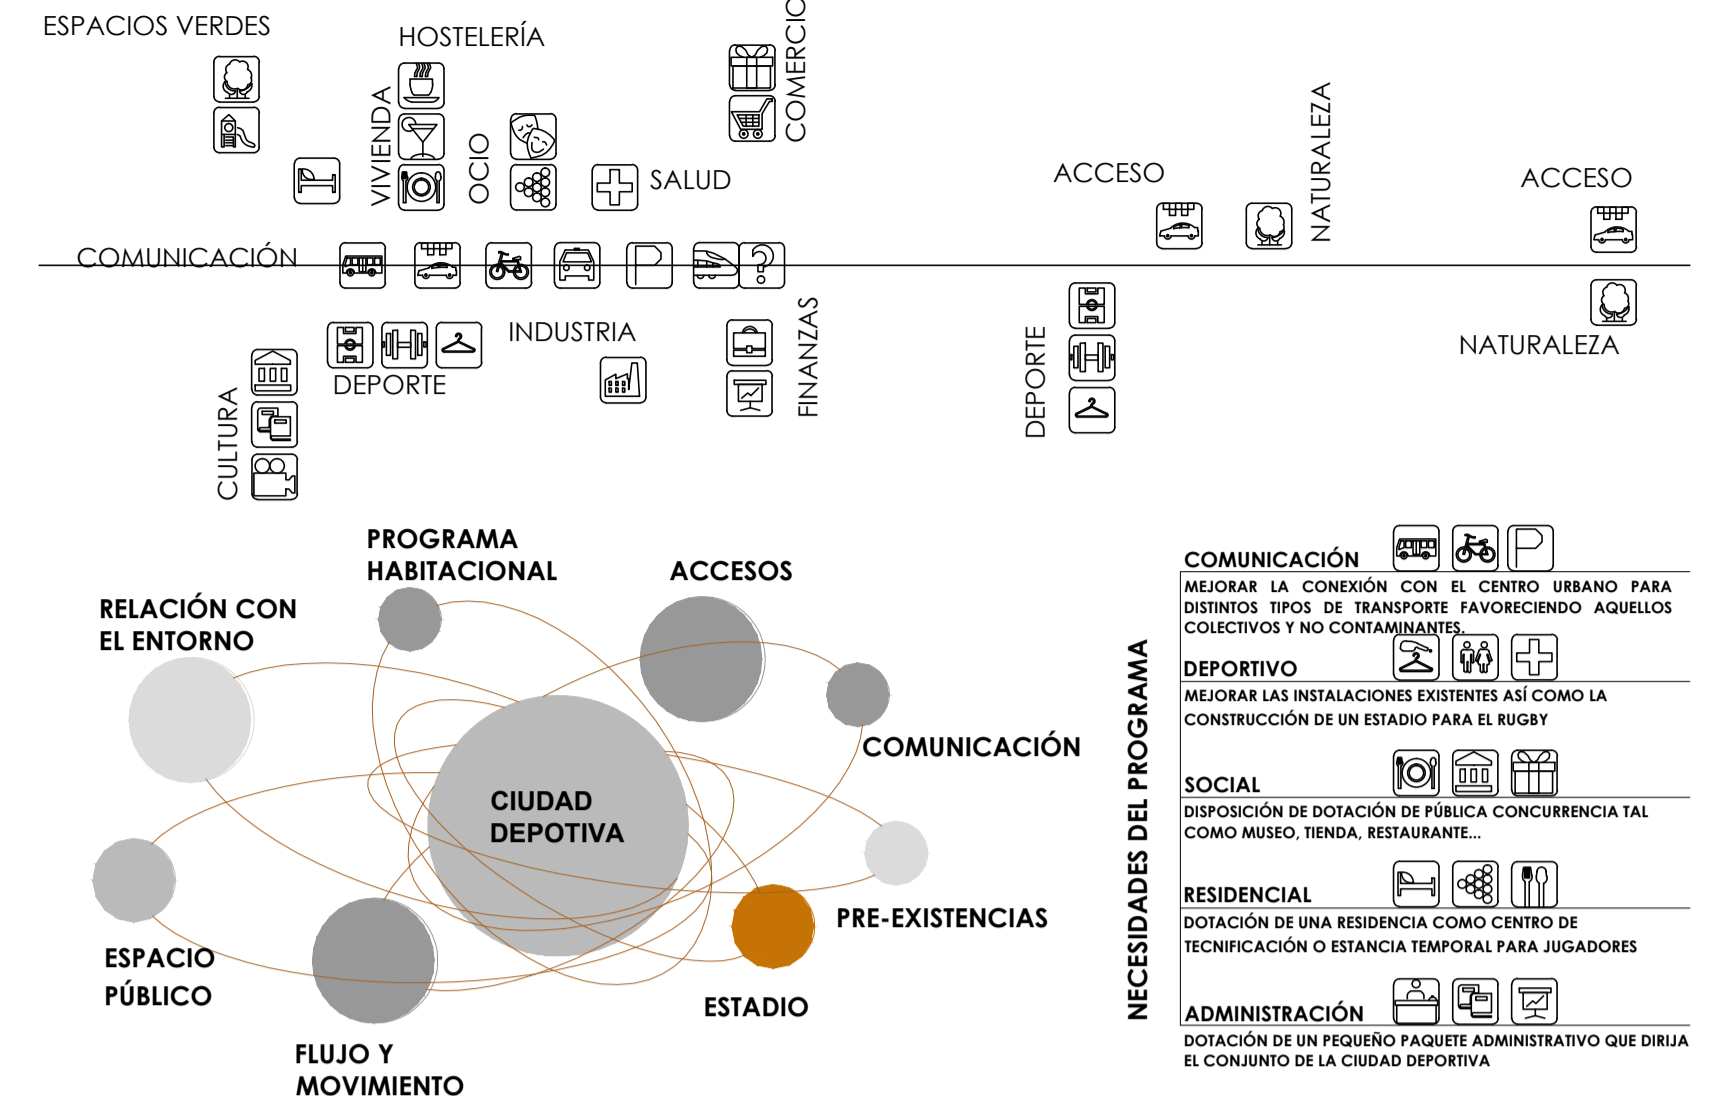 ESPACIOS VERDES
HOSTELERÍA
COMERCIO
VIVIENDA
OCIO
SALUD
ACCESO
NATURALEZA
ACCESO
COMUNICACIÓN
P
?
INDUSTRIA
FINANZAS
DEPORTE
CULTURA
DEPORTE
NATURALEZA
PROGRAMA
HABITACIONAL
ACCESOS
RELACIÓN CON
EL ENTORNO
COMUNICACIÓN
CIUDAD
DEPOTIVA
PRE-EXISTENCIAS
ESPACIO
PÚBLICO
ESTADIO
FLUJO Y
MOVIMIENTO
NECESIDADES DEL PROGRAMA
COMUNICACIÓN
P
MEJORAR LA CONEXIÓN CON EL CENTRO URBANO PARA
DISTINTOS TIPOS DE TRANSPORTE FAVORECIENDO AQUELLOS
COLECTIVOS Y NO CONTAMINANTES.
DEPORTIVO
MEJORAR LAS INSTALACIONES EXISTENTES ASÍ COMO LA
CONSTRUCCIÓN DE UN ESTADIO PARA EL RUGBY
SOCIAL
DISPOSICIÓN DE DOTACIÓN DE PÚBLICA CONCURRENCIA TAL
COMO MUSEO, TIENDA, RESTAURANTE...
RESIDENCIAL
DOTACIÓN DE UNA RESIDENCIA COMO CENTRO DE
TECNIFICACIÓN O ESTANCIA TEMPORAL PARA JUGADORES
ADMINISTRACIÓN
DOTACIÓN DE UN PEQUEÑO PAQUETE ADMINISTRATIVO QUE DIRIJA
EL CONJUNTO DE LA CIUDAD DEPORTIVA